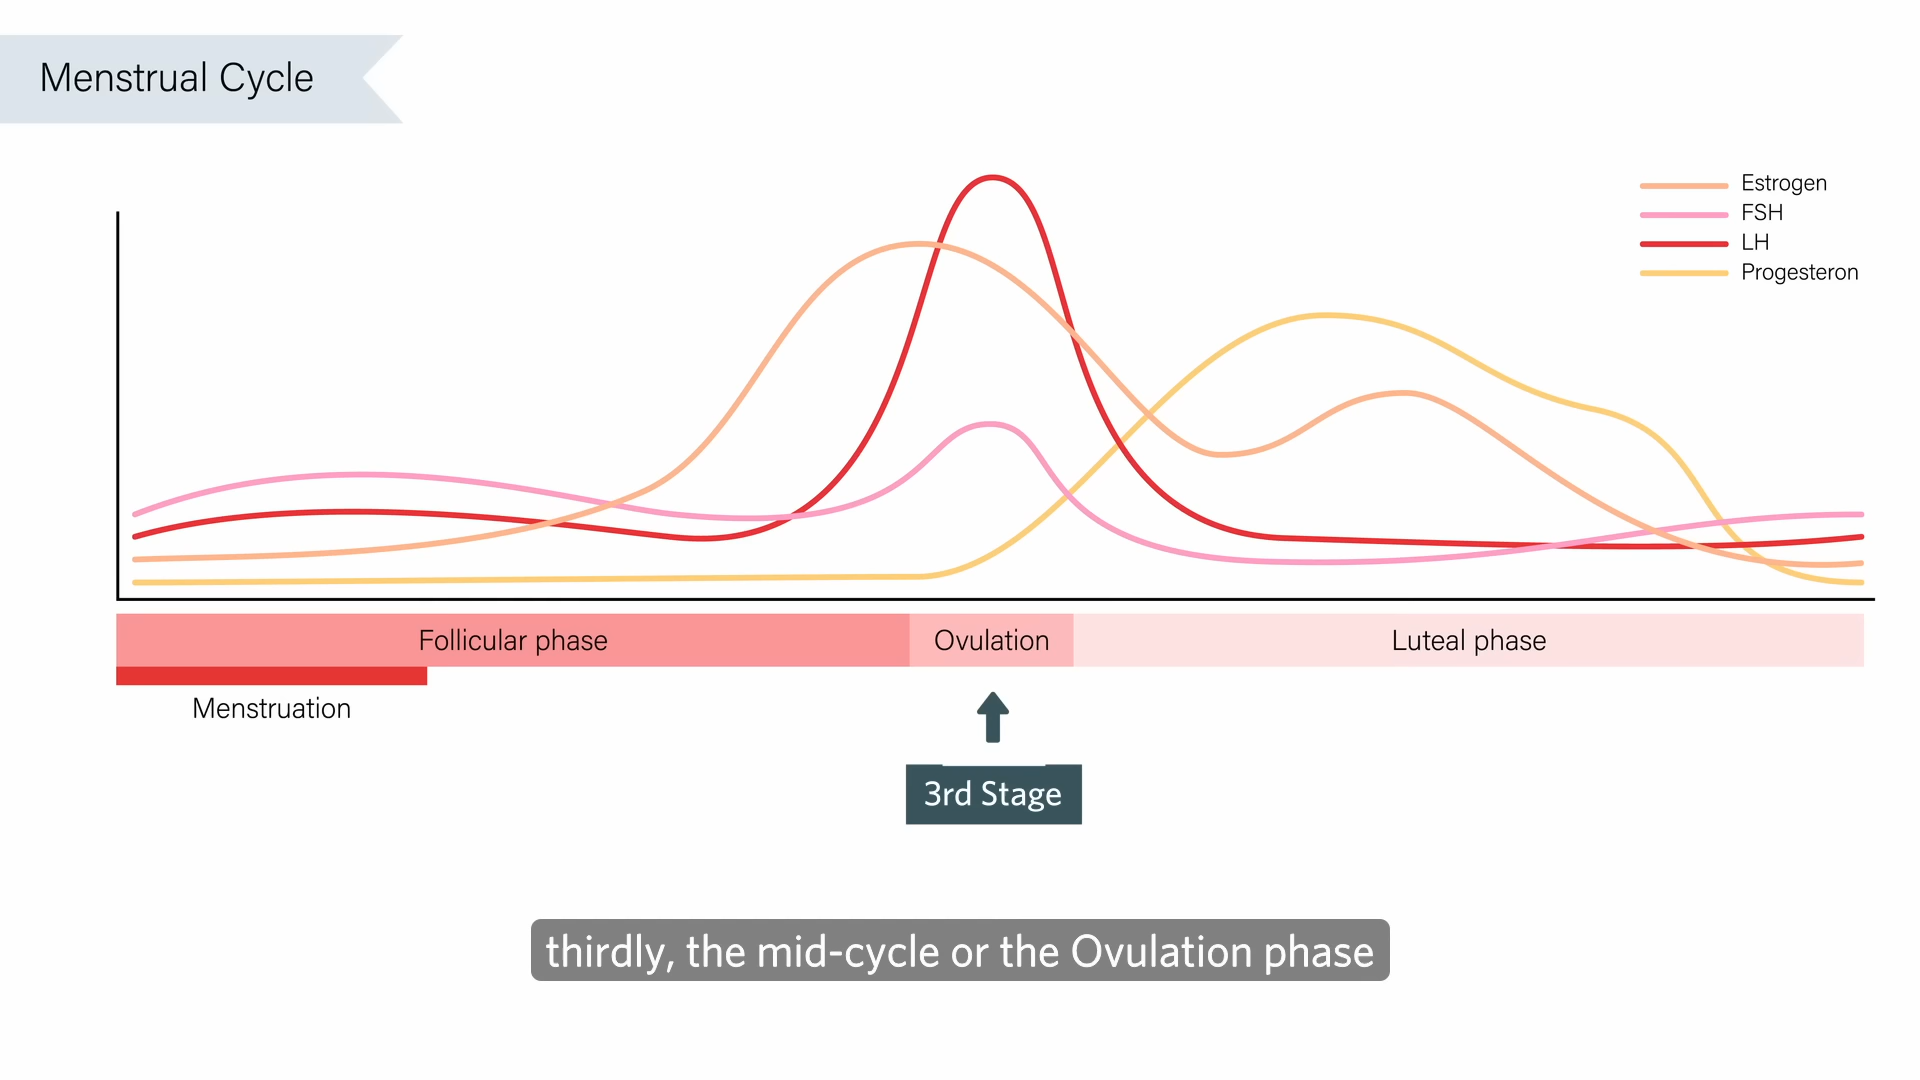 Menstrual Cycle
Estrogen
FSH
LH
Progesteron
Follicular phase
Ovulation
Luteal phase
Menstruation
3rd Stage
thirdly, the mid-cycle or the Ovulation phase